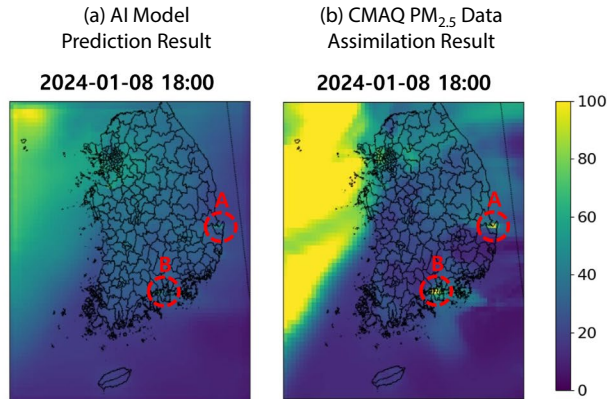 (a) AI Model
Prediction Result
(b) CMAQ PM2.5 Data
Assimilation Result
2024-01-08 18:00
2024-01-08 18:00
A
B
A
B
100
80
60
40
20
0